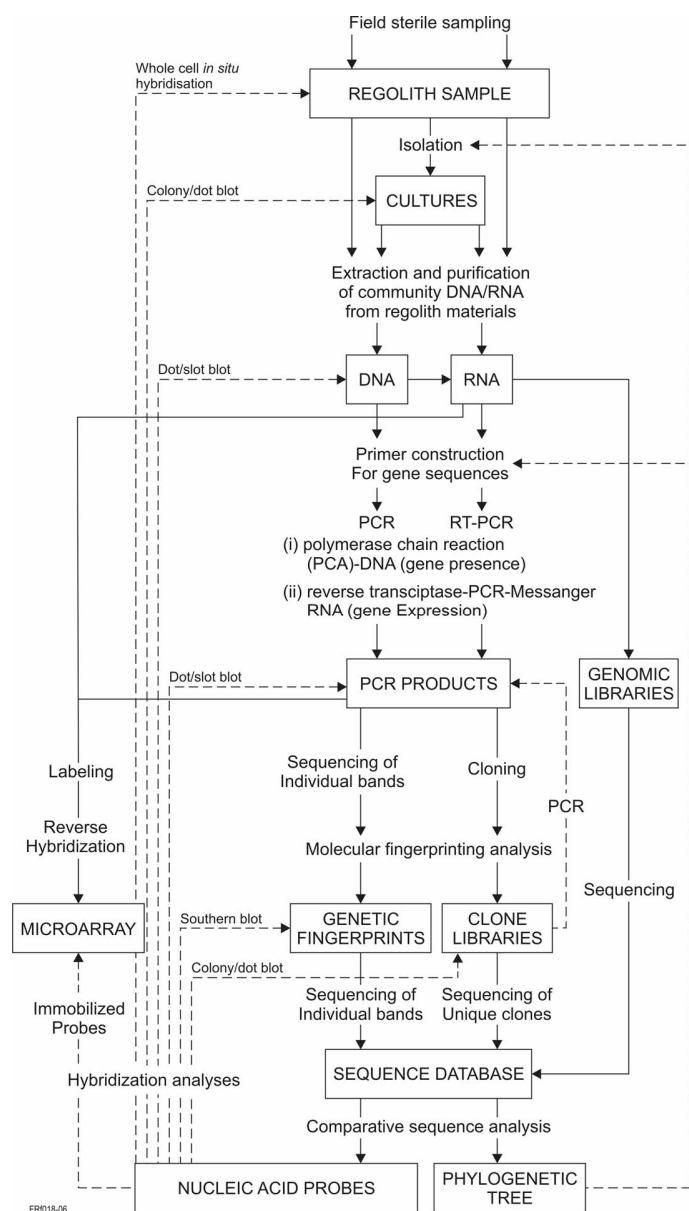 Field sterile sampling
Whole cell in situ
hybridisation
REGOLITH SAMPLE
Isolation
Colony/dot blot
CULTURES
Extraction and purification
of community DNA/RNA
from regolith materials
Dot/slot blot
DNA
RNA
Primer construction
For gene sequences
PCR
RT-PCR
(i) polymerase chain reaction
(PCA)-DNA (gene presence)
(ii) reverse transciptase-PCR-Messanger
RNA (gene Expression)
Dot/slot blot
PCR PRODUCTS
GENOMIC
LIBRARIES
Labeling
Sequencing of
Individual bands
Cloning
PCR
Reverse
Hybridization
Molecular fingerprinting analysis
Sequencing
MICROARRAY
Southern blot
GENETIC
FINGERPRINTS
CLONE
LIBRARIES
Colony/dot blot
Immobilized
Probes
Sequencing of
Individual bands
Sequencing of
Unique clones
Hybridization analyses
SEQUENCE DATABASE
Comparative sequence analysis
NUCLEIC ACID PROBES
PHYLOGENETIC
TREE
FRf018-06